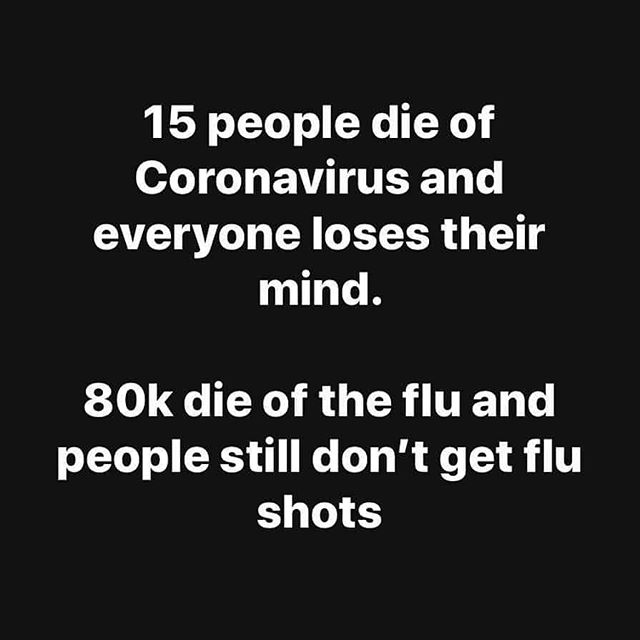 15 people die of
Coronavirus and
everyone loses their
mind.
80k die of the flu and
people still don’t get flu
shots